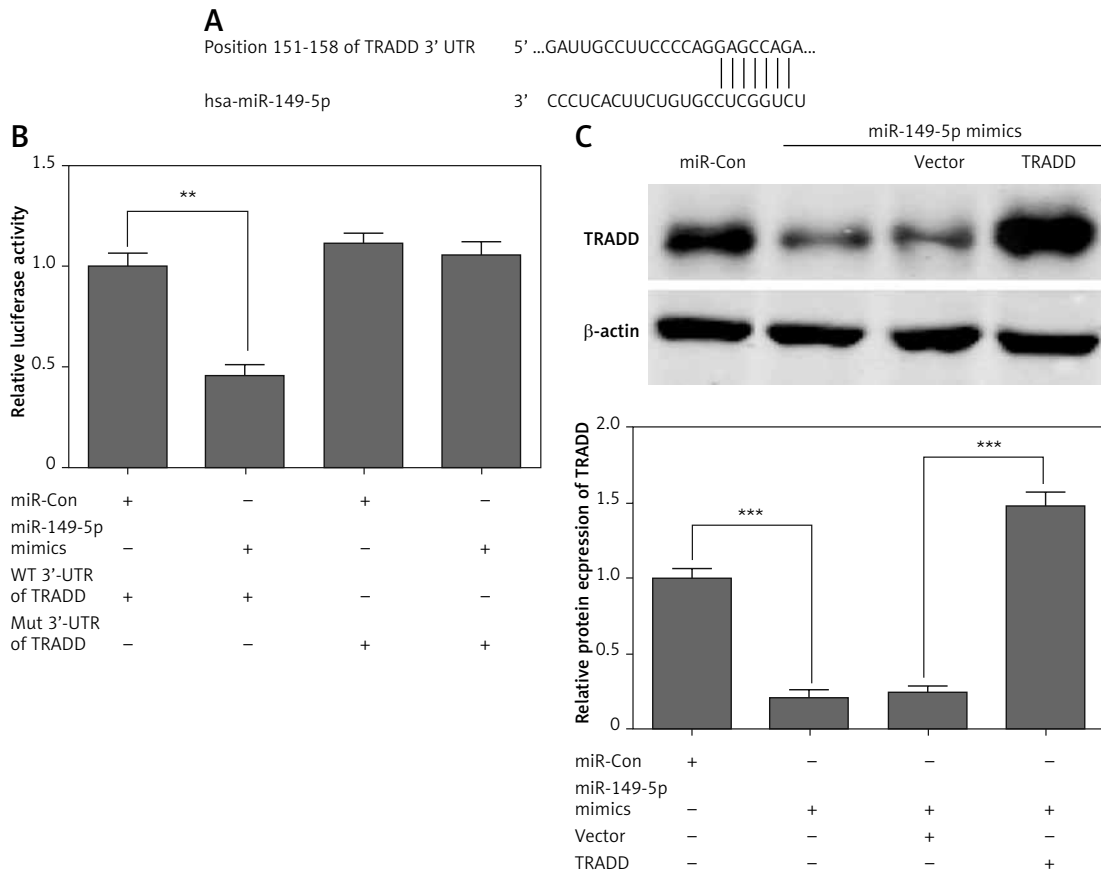 A
Position 151-158 of TRADD 3’ UTR 5’ ...GAUUGCCUUCCCCAGGAGCCAGA...
hsa-miR-149-5p 3’ CCCUCACUUCUGUGCCUCGGUCU
B
1.5
1.0
0.5
0
Relative luciferase activity
**
miR-Con + – + –
miR-149-5p
mimics – + – +
WT 3’-UTR
of TRADD + + – –
Mut 3’-UTR
of TRADD – – + +
C
miR-149-5p mimics
miR-Con Vector TRADD
TRADD
β-actin
2.0
1.5
1.0
0.5
0
Relative protein ecpression of TRADD
***
***
miR-Con + – – –
miR-149-5p
mimics – + + +
Vector – – + –
TRADD – – – +